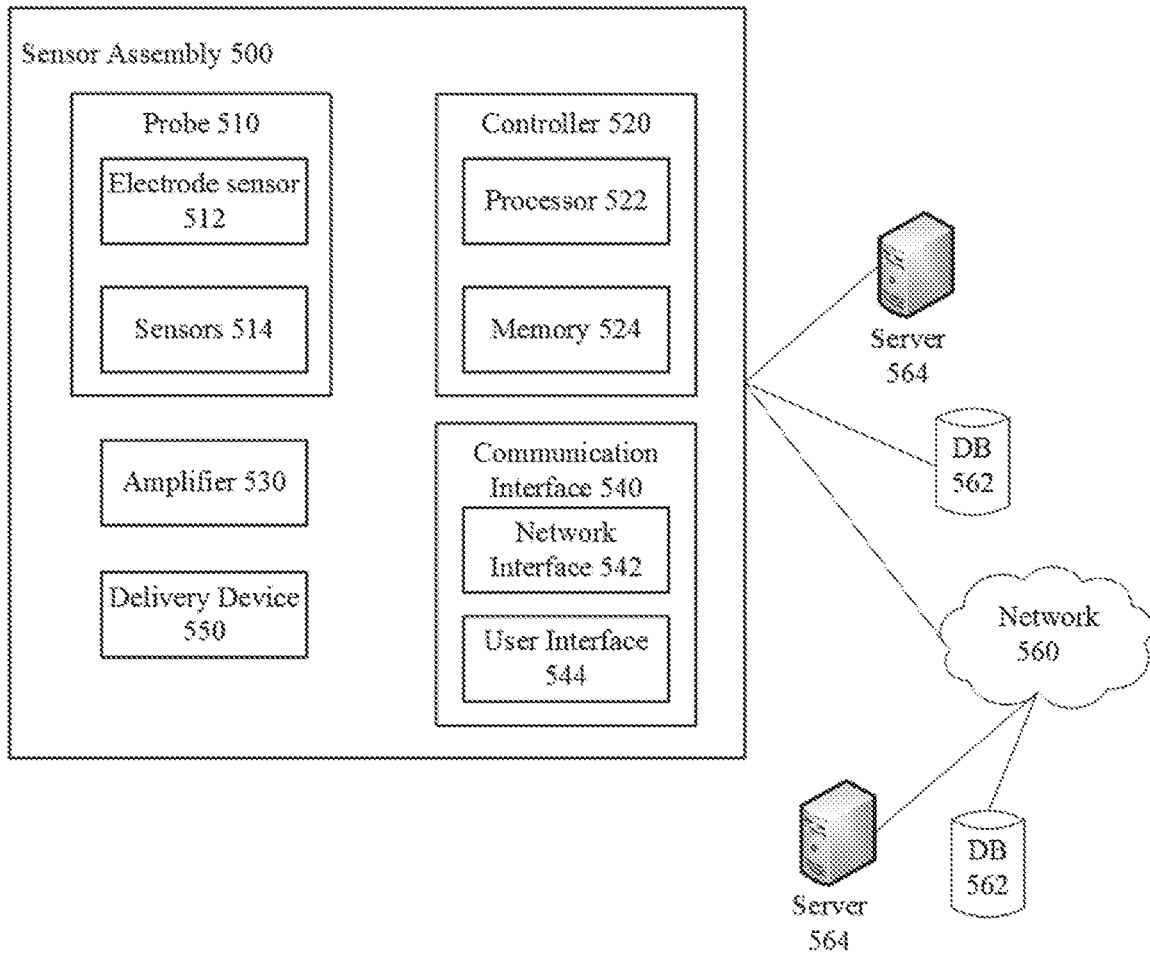 Sensor Assembly 500
Probe 510
Electrode sensor
512
Sensors 514
Amplifier 530
Delivery Device
550
Controller 520
Processor 522
Memory 524
Communication
Interface 540
Network
Interface 542
User Interface
544
Server
564
DB
562
Network
560
Server
564
DB
562